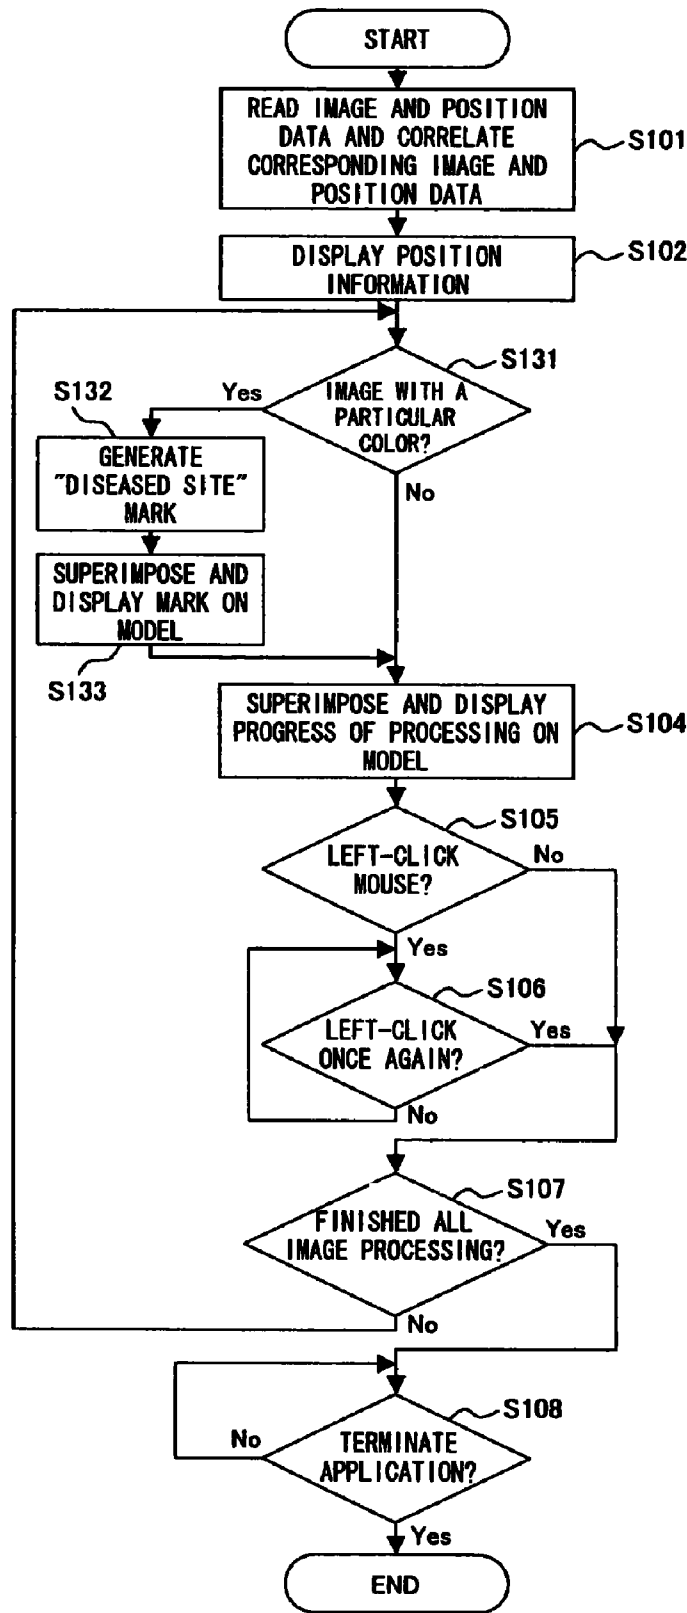 START
READ IMAGE AND POSITION
DATA AND CORRELATE
CORRESPONDING IMAGE AND
POSITION DATA
S101
DISPLAY POSITION
INFORMATION
S102
S131
IMAGE WITH A
PARTICULAR
COLOR?
Yes
No
S132
GENERATE
"DISEASED SITE"
MARK
SUPERIMPOSE AND
DISPLAY MARK ON
MODEL
S133
SUPERIMPOSE AND DISPLAY
PROGRESS OF PROCESSING ON
MODEL
S104
S105
LEFT-CLICK
MOUSE?
No
Yes
S106
LEFT-CLICK
ONCE AGAIN?
Yes
No
S107
FINISHED ALL
IMAGE PROCESSING?
Yes
No
S108
TERMINATE
APPLICATION?
No
Yes
END